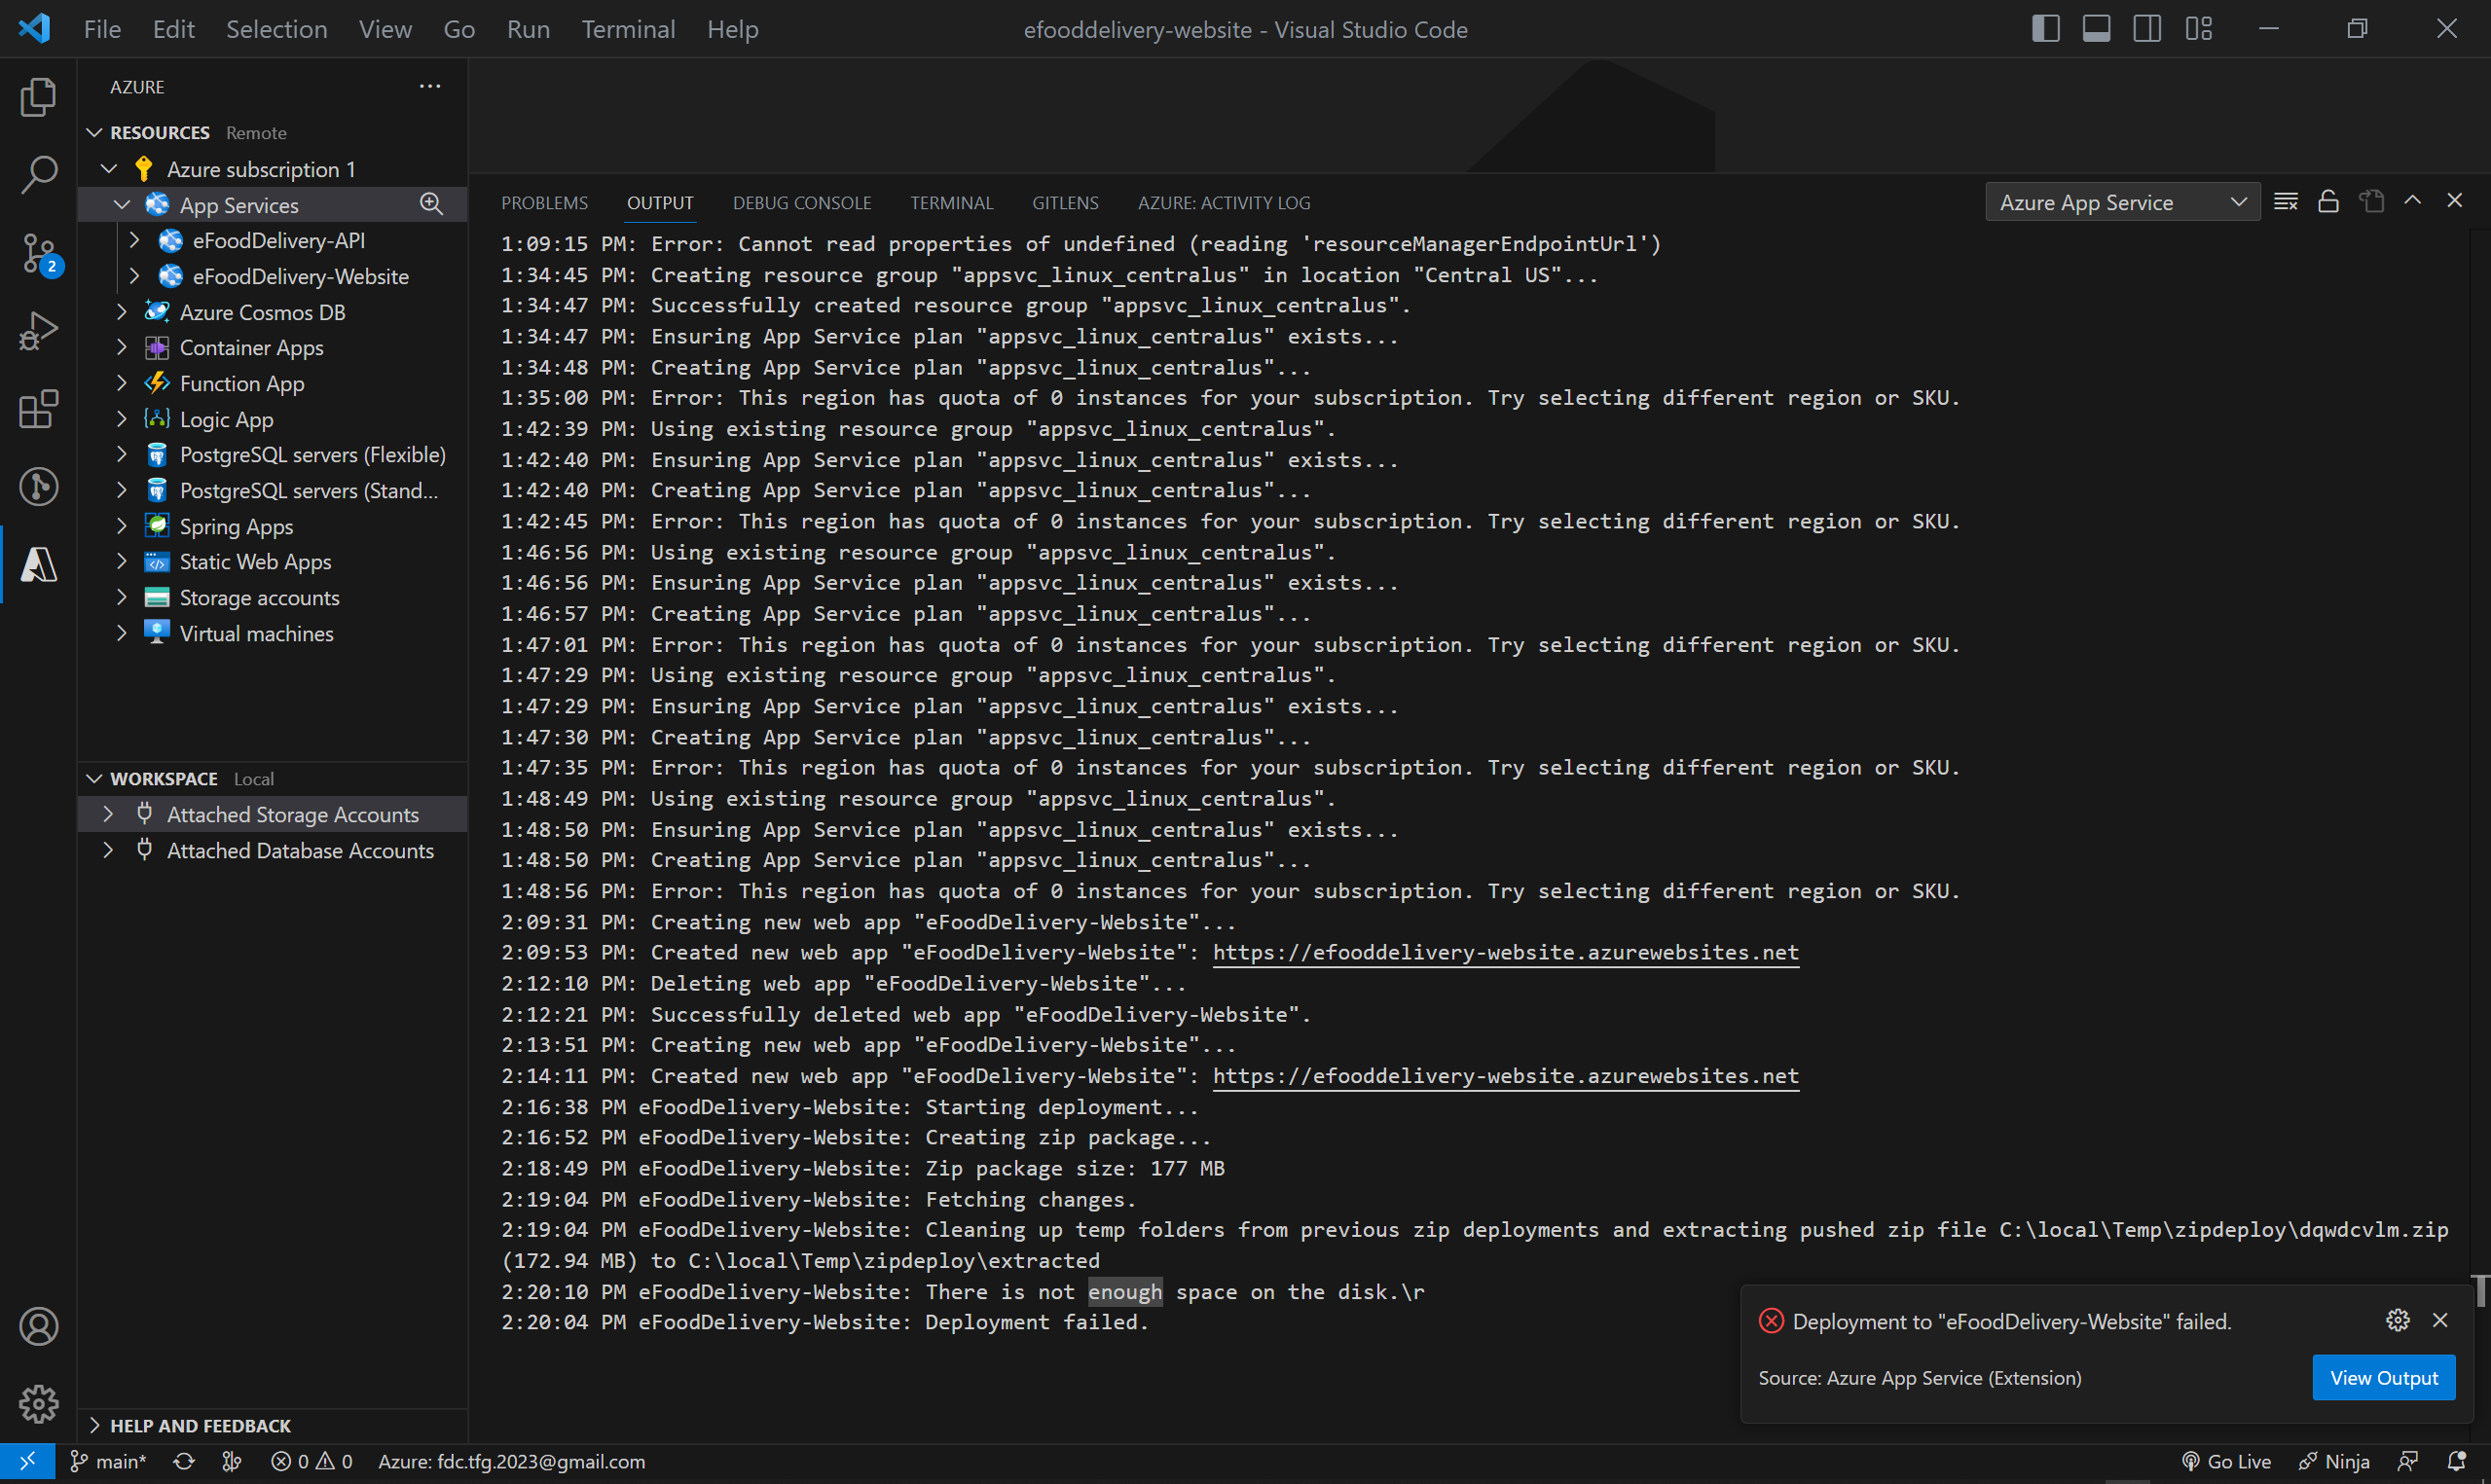 File Edit Selection View Go Run Terminal Help
efooddelivery-website - Visual Studio Code
AZURE
RESOURCES Remote
Azure subscription 1
App Services
eFoodDelivery-API
eFoodDelivery-Website
Azure Cosmos DB
Container Apps
Function App
Logic App
PostgreSQL servers (Flexible)
PostgreSQL servers (Stand...
Spring Apps
Static Web Apps
Storage accounts
Virtual machines
WORKSPACE Local
Attached Storage Accounts
Attached Database Accounts
HELP AND FEEDBACK
2
PROBLEMS OUTPUT DEBUG CONSOLE TERMINAL GITLENS AZURE: ACTIVITY LOG
Azure App Service
1:09:15 PM: Error: Cannot read properties of undefined (reading 'resourceManagerEndpointUrl')
1:34:45 PM: Creating resource group "appsvc_linux_centralus" in location "Central US"...
1:34:47 PM: Successfully created resource group "appsvc_linux_centralus".
1:34:47 PM: Ensuring App Service plan "appsvc_linux_centralus" exists...
1:34:48 PM: Creating App Service plan "appsvc_linux_centralus"...
1:35:00 PM: Error: This region has quota of 0 instances for your subscription. Try selecting different region or SKU.
1:42:39 PM: Using existing resource group "appsvc_linux_centralus".
1:42:40 PM: Ensuring App Service plan "appsvc_linux_centralus" exists...
1:42:40 PM: Creating App Service plan "appsvc_linux_centralus"...
1:42:45 PM: Error: This region has quota of 0 instances for your subscription. Try selecting different region or SKU.
1:46:56 PM: Using existing resource group "appsvc_linux_centralus".
1:46:56 PM: Ensuring App Service plan "appsvc_linux_centralus" exists...
1:46:57 PM: Creating App Service plan "appsvc_linux_centralus"...
1:47:01 PM: Error: This region has quota of 0 instances for your subscription. Try selecting different region or SKU.
1:47:29 PM: Using existing resource group "appsvc_linux_centralus".
1:47:29 PM: Ensuring App Service plan "appsvc_linux_centralus" exists...
1:47:30 PM: Creating App Service plan "appsvc_linux_centralus"...
1:47:35 PM: Error: This region has quota of 0 instances for your subscription. Try selecting different region or SKU.
1:48:49 PM: Using existing resource group "appsvc_linux_centralus".
1:48:50 PM: Ensuring App Service plan "appsvc_linux_centralus" exists...
1:48:50 PM: Creating App Service plan "appsvc_linux_centralus"...
1:48:56 PM: Error: This region has quota of 0 instances for your subscription. Try selecting different region or SKU.
2:09:31 PM: Creating new web app "eFoodDelivery-Website"...
2:09:53 PM: Created new web app "eFoodDelivery-Website": https://efooddelivery-website.azurewebsites.net
2:12:10 PM: Deleting web app "eFoodDelivery-Website"...
2:12:21 PM: Successfully deleted web app "eFoodDelivery-Website".
2:13:51 PM: Creating new web app "eFoodDelivery-Website"...
2:14:11 PM: Created new web app "eFoodDelivery-Website": https://efooddelivery-website.azurewebsites.net
2:16:38 PM eFoodDelivery-Website: Starting deployment...
2:16:52 PM eFoodDelivery-Website: Creating zip package...
2:18:49 PM eFoodDelivery-Website: Zip package size: 177 MB
2:19:04 PM eFoodDelivery-Website: Fetching changes.
2:19:04 PM eFoodDelivery-Website: Cleaning up temp folders from previous zip deployments and extracting pushed zip file C:\local\Temp\zipdeploy\dqwdcvlm.zip
(172.94 MB) to C:\local\Temp\zipdeploy\extracted
2:20:10 PM eFoodDelivery-Website: There is not enough space on the disk.\r
2:20:04 PM eFoodDelivery-Website: Deployment failed.
Deployment to "eFoodDelivery-Website" failed.
Source: Azure App Service (Extension)
View Output
main* 0 0 Azure: fdc.tfg.2023@gmail.com
Go Live Ninja